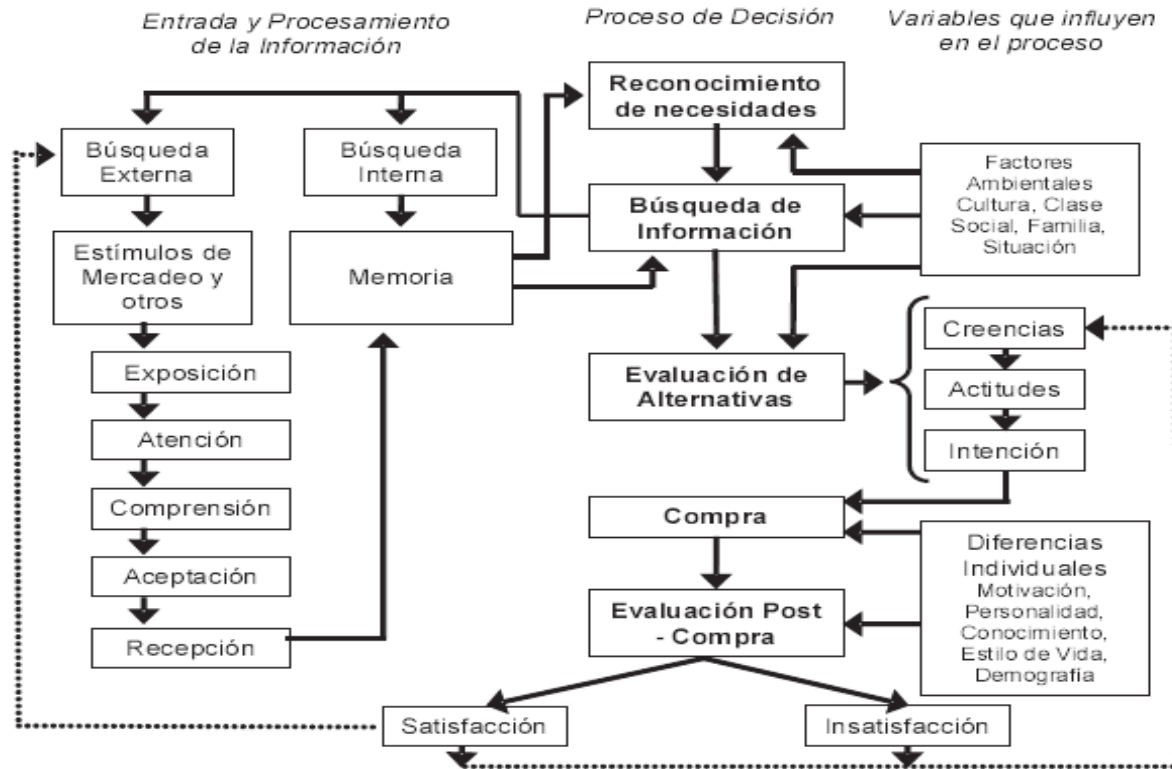 Entrada y Procesamiento
de la Información
Proceso de Decisión
Variables que influyen
en el proceso
Búsqueda
Externa
Estímulos de
Mercadeo y
otros
Exposición
Atención
Comprensión
Aceptación
Recepción
Búsqueda
Interna
Memoria
Reconocimiento
de necesidades
Búsqueda de
Información
Evaluación de
Alternativas
Compra
Evaluación Post
- Compra
Satisfacción
Insatisfacción
Factores
Ambientales
Cultura, Clase
Social, Familia,
Situación
Creencias
Actitudes
Intención
Diferencias
Individuales
Motivación,
Personalidad,
Conocimiento,
Estilo de Vida,
Demografía